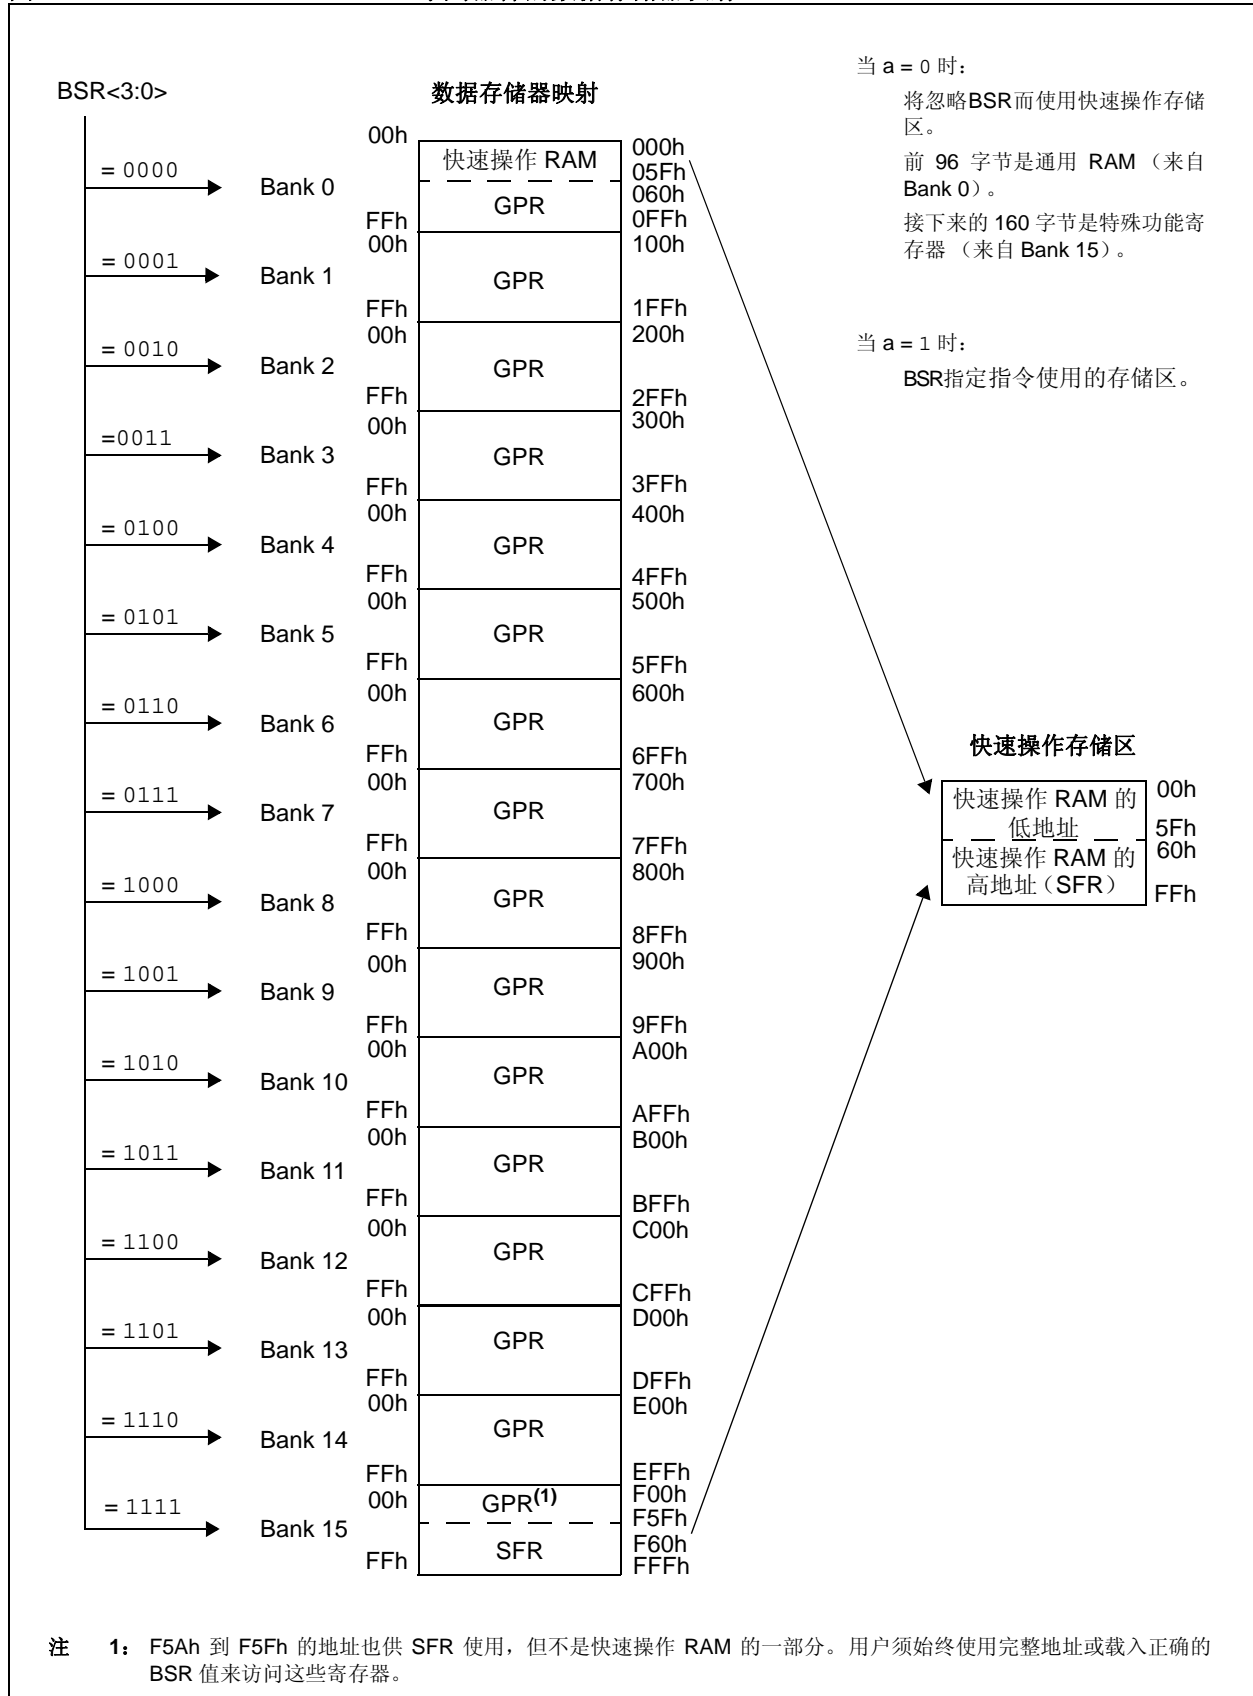 BSR<3:0>
数据存储器映射
当 a = 0 时：
将忽略BSR而使用快速操作存储
区。
前 96 字节是通用 RAM （来自
Bank 0）。
接下来的 160 字节是特殊功能寄
存器 （来自 Bank 15）。
当 a = 1 时：
BSR指定指令使用的存储区。
= 0000
Bank 0
00h
FFh
快速操作 RAM
GPR
000h
05Fh
060h
0FFh
= 0001
Bank 1
00h
FFh
GPR
100h
1FFh
= 0010
Bank 2
00h
FFh
GPR
200h
2FFh
=0011
Bank 3
00h
FFh
GPR
300h
3FFh
= 0100
Bank 4
00h
FFh
GPR
400h
4FFh
= 0101
Bank 5
00h
FFh
GPR
500h
5FFh
= 0110
Bank 6
00h
FFh
GPR
600h
6FFh
= 0111
Bank 7
00h
FFh
GPR
700h
7FFh
= 1000
Bank 8
00h
FFh
GPR
800h
8FFh
= 1001
Bank 9
00h
FFh
GPR
900h
9FFh
= 1010
Bank 10
00h
FFh
GPR
A00h
AFFh
= 1011
Bank 11
00h
FFh
GPR
B00h
BFFh
= 1100
Bank 12
00h
FFh
GPR
C00h
CFFh
= 1101
Bank 13
00h
FFh
GPR
D00h
DFFh
= 1110
Bank 14
00h
FFh
GPR
E00h
EFFh
= 1111
Bank 15
00h
FFh
GPR(1)
SFR
F00h
F5Fh
F60h
FFFh
快速操作存储区
快速操作 RAM 的
低地址
快速操作 RAM 的
高地址（SFR）
00h
5Fh
60h
FFh
注 1： F5Ah 到 F5Fh 的地址也供 SFR 使用，但不是快速操作 RAM 的一部分。用户须始终使用完整地址或载入正确的
BSR 值来访问这些寄存器。